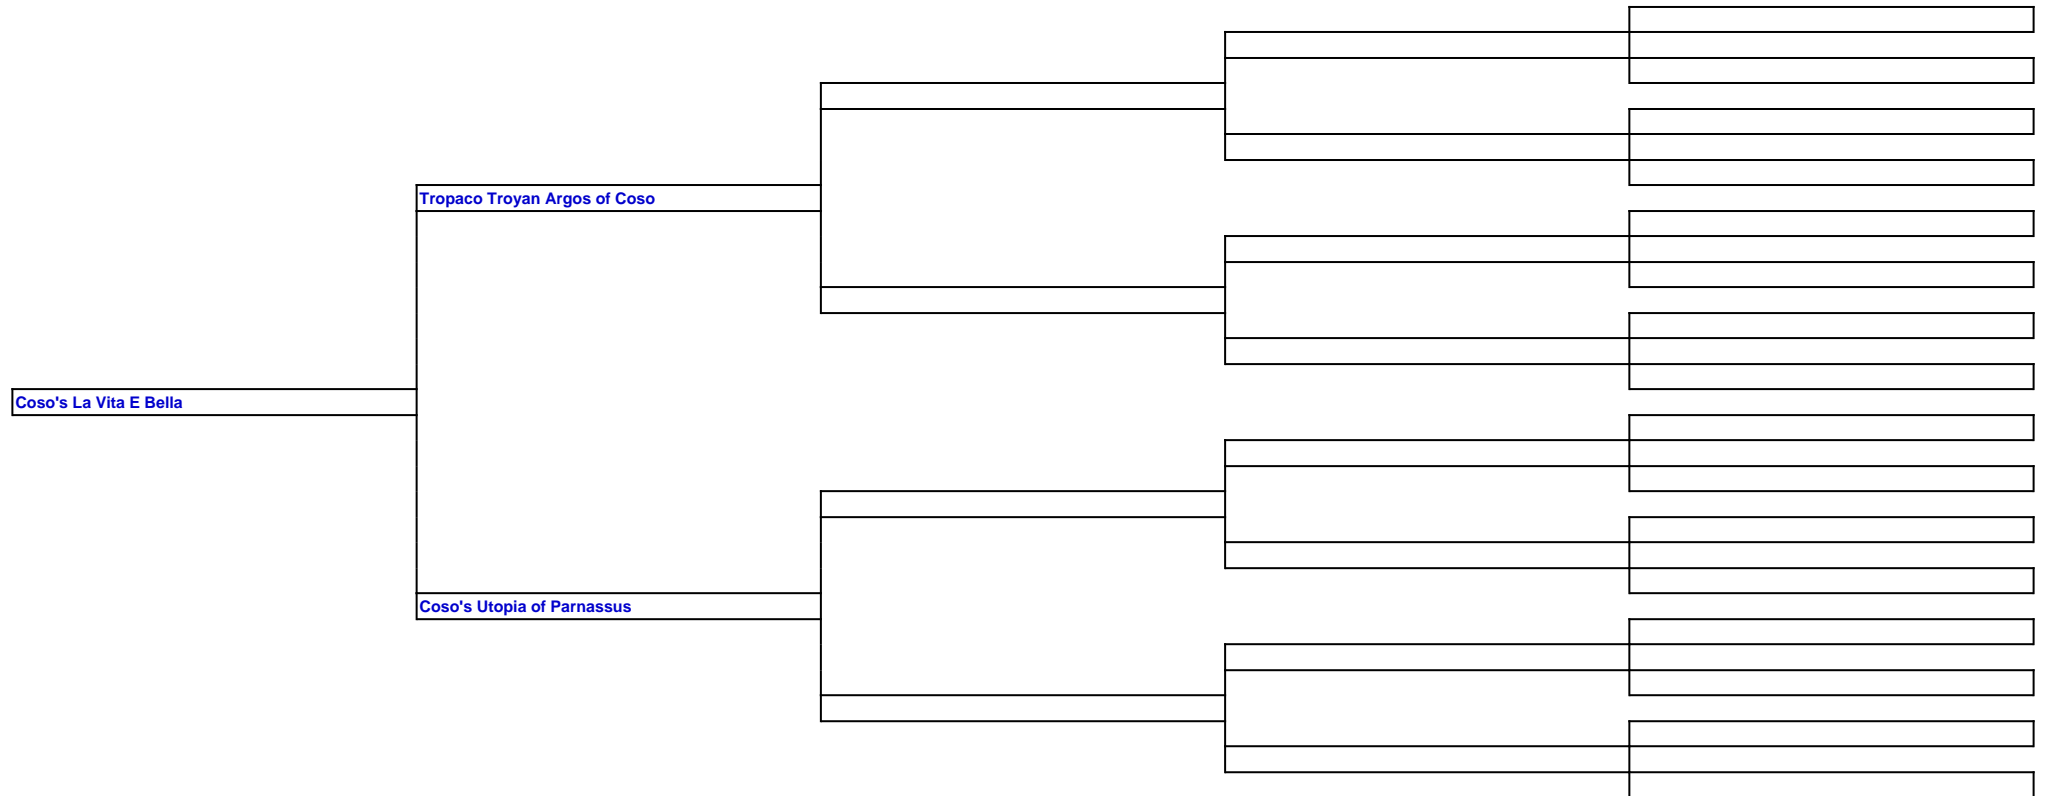 Tropaco Troyan Argos of Coso
Coso's La Vita E Bella
Coso's Utopia of Parnassus